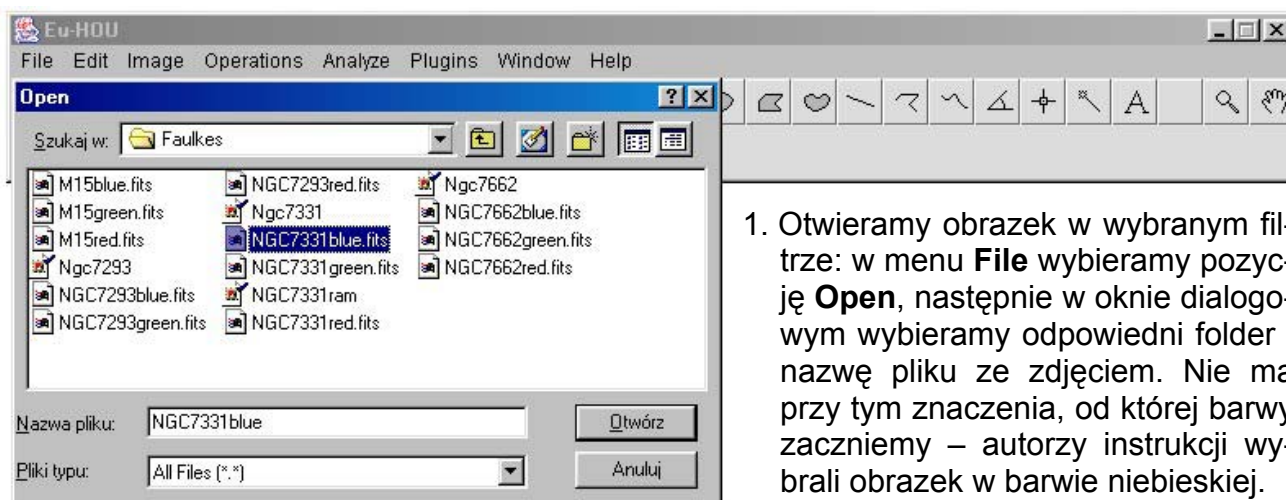 Eu-HOU
File Edit Image Operations Analyze Plugins Window Help
Open
Szukaj w: Faulkes
M15blue.fits
M15green.fits
M15red.fits
Ngc7293
NGC7293blue.fits
NGC7293green.fits
NGC7293red.fits
Ngc7331
NGC7331blue.fits
NGC7331green.fits
NGC7331ram
NGC7331red.fits
Ngc7662
NGC7662blue.fits
NGC7662green.fits
NGC7662red.fits
Nazwa pliku: NGC7331blue Otwórz
Pliki typu: All Files (*.*) Anuluj
A
1. Otwieramy obrazek w wybranym fil-
trze: w menu File wybieramy pozyc-
ję Open, następnie w oknie dialogo-
wym wybieramy odpowiedni folder
nazwę pliku ze zdjęciem. Nie ma
przy tym znaczenia, od której barwy
zaczniemy – autorzy instrukcji wy-
brali obrazek w barwie niebieskiej.